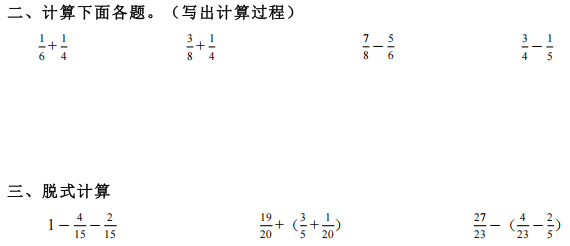 二、计算下面各题。（写出计算过程）
1/6+1/4 3/8+1/4 7/8－5/6 3/4－1/5
三、脱式计算
1－4/15－2/15 19/20+（3/5+1/20） 27/23－（4/23－2/5）